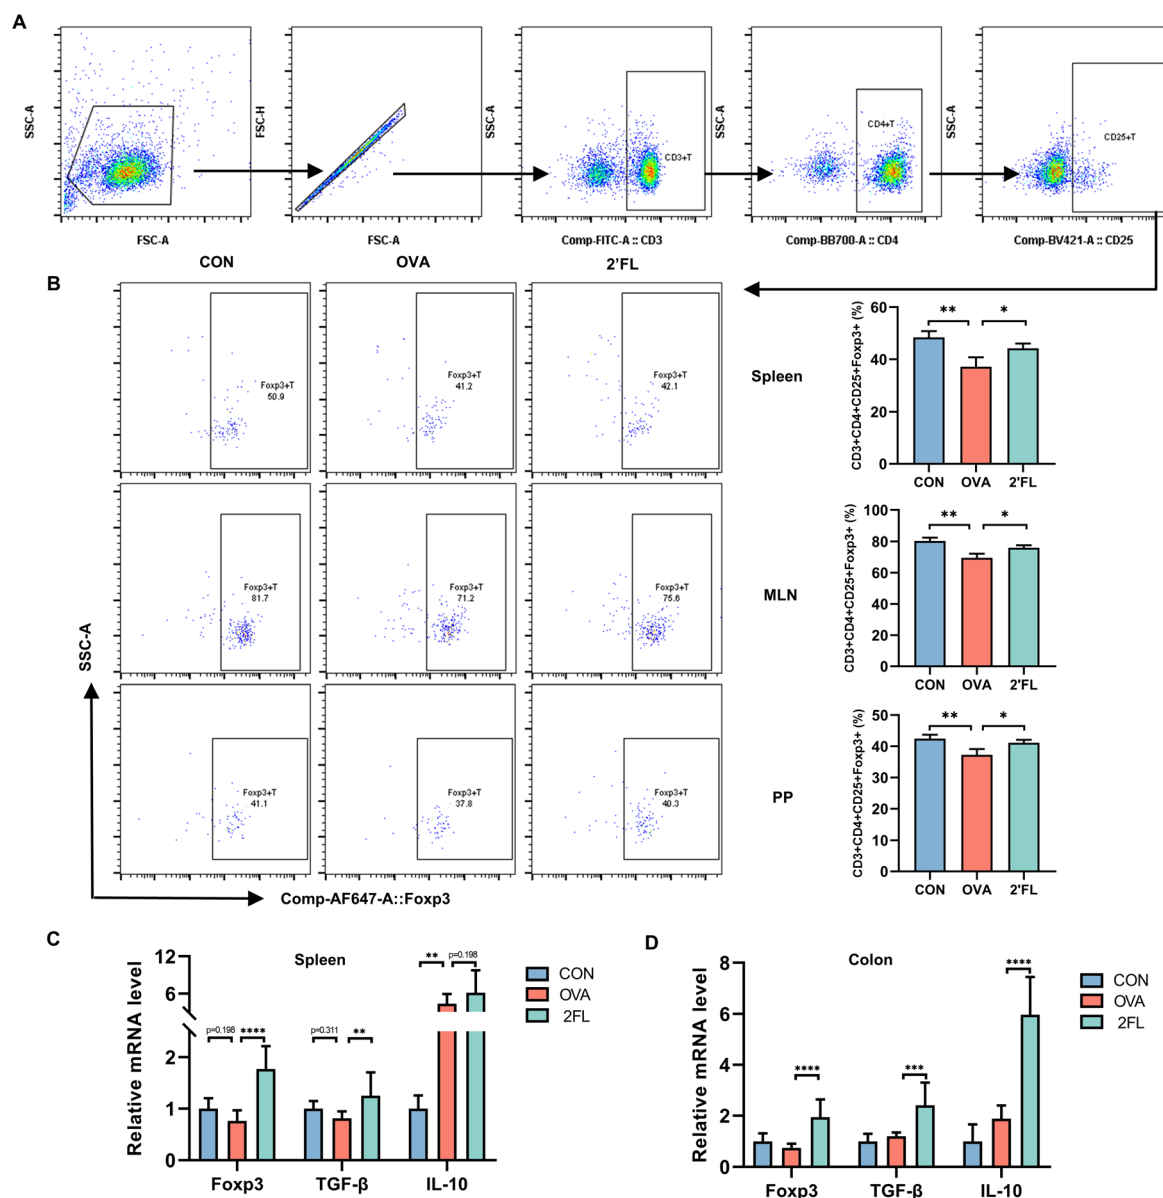 A
SSC-A
FSC-A
FSC-H
FSC-A
SSC-A
CD3+T
Comp-FITC-A :: CD3
SSC-A
CD4+T
Comp-BB700-A :: CD4
SSC-A
CD25+T
Comp-BV421-A :: CD25
B
CON
OVA
2'FL
Foxp3+T
50.9
Foxp3+T
41.2
Foxp3+T
42.1
Spleen
CD3+CD4+CD25+Foxp3+ (%)
60
40
20
0
**
*
CON
OVA
2'FL
Foxp3+T
81.7
Foxp3+T
71.2
Foxp3+T
75.6
MLN
CD3+CD4+CD25+Foxp3+ (%)
100
80
60
40
20
0
**
*
CON
OVA
2'FL
Foxp3+T
41.1
Foxp3+T
37.8
Foxp3+T
40.3
PP
CD3+CD4+CD25+Foxp3+ (%)
50
40
30
20
10
0
**
*
CON
OVA
2'FL
SSC-A
Comp-AF647-A::Foxp3
C
Spleen
Relative mRNA level
12
6
2
1
0
p=0.198
****
p=0.311
**
**
p=0.198
Foxp3
TGF-β
IL-10
CON
OVA
2FL
D
Colon
Relative mRNA level
8
6
4
2
0
****
***
****
Foxp3
TGF-β
IL-10
CON
OVA
2FL